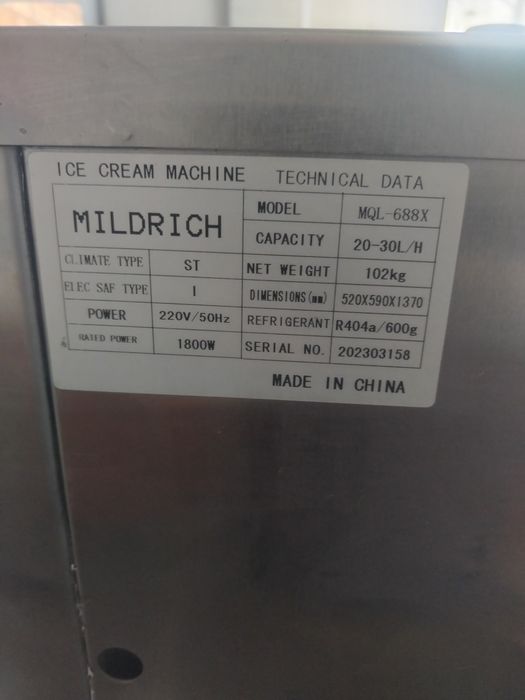 ICE CREAM MACHINE TECHNICAL DATA
MILDRICH
MODEL MQL-688X
CAPACITY 20-30L/H
CLIMATE TYPE ST NET WEIGHT 102kg
ELEC SAF TYPE I DIMENSIONS(mm) 520X590X1370
POWER 220V/50Hz REFRIGERANT R404a/600g
RATED POWER 1800W SERIAL NO. 202303158
MADE IN CHINA